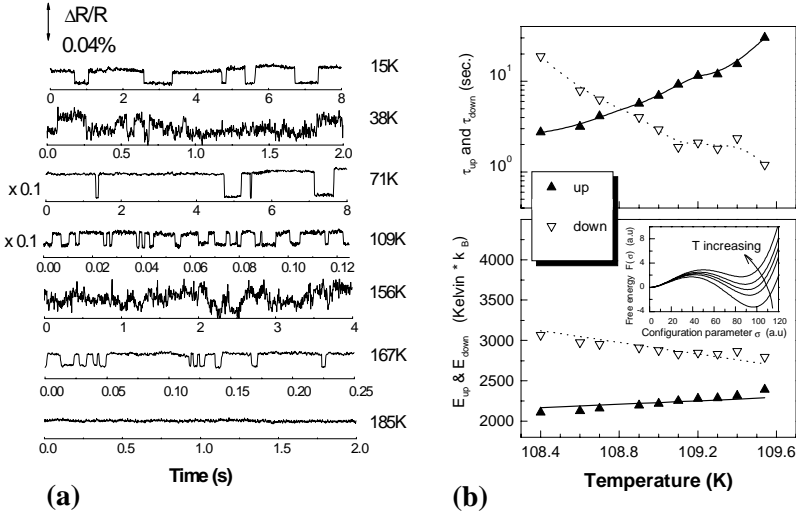 ΔR/R
0.04%
15K
0 2 4 6 8
38K
0.0 0.5 1.0 1.5 2.0
x 0.1
71K
0 2 4 6 8
x 0.1
109K
0.00 0.02 0.04 0.06 0.08 0.10 0.12
156K
0 1 2 3 4
167K
0.00 0.05 0.10 0.15 0.20 0.25
185K
0.0 0.5 1.0 1.5 2.0
Time (s)
(a)
τup and τdown (sec.)
10¹
10⁰
up
down
Eup & Edown (Kelvin * kB)
4000
3500
3000
2500
2000
Free energy F(σ) (a.u)
8
4
0
-4
T increasing
0 20 40 60 80 100 120
Configuration parameter σ (a.u)
108.4 108.8 109.2 109.6
Temperature (K)
(b)